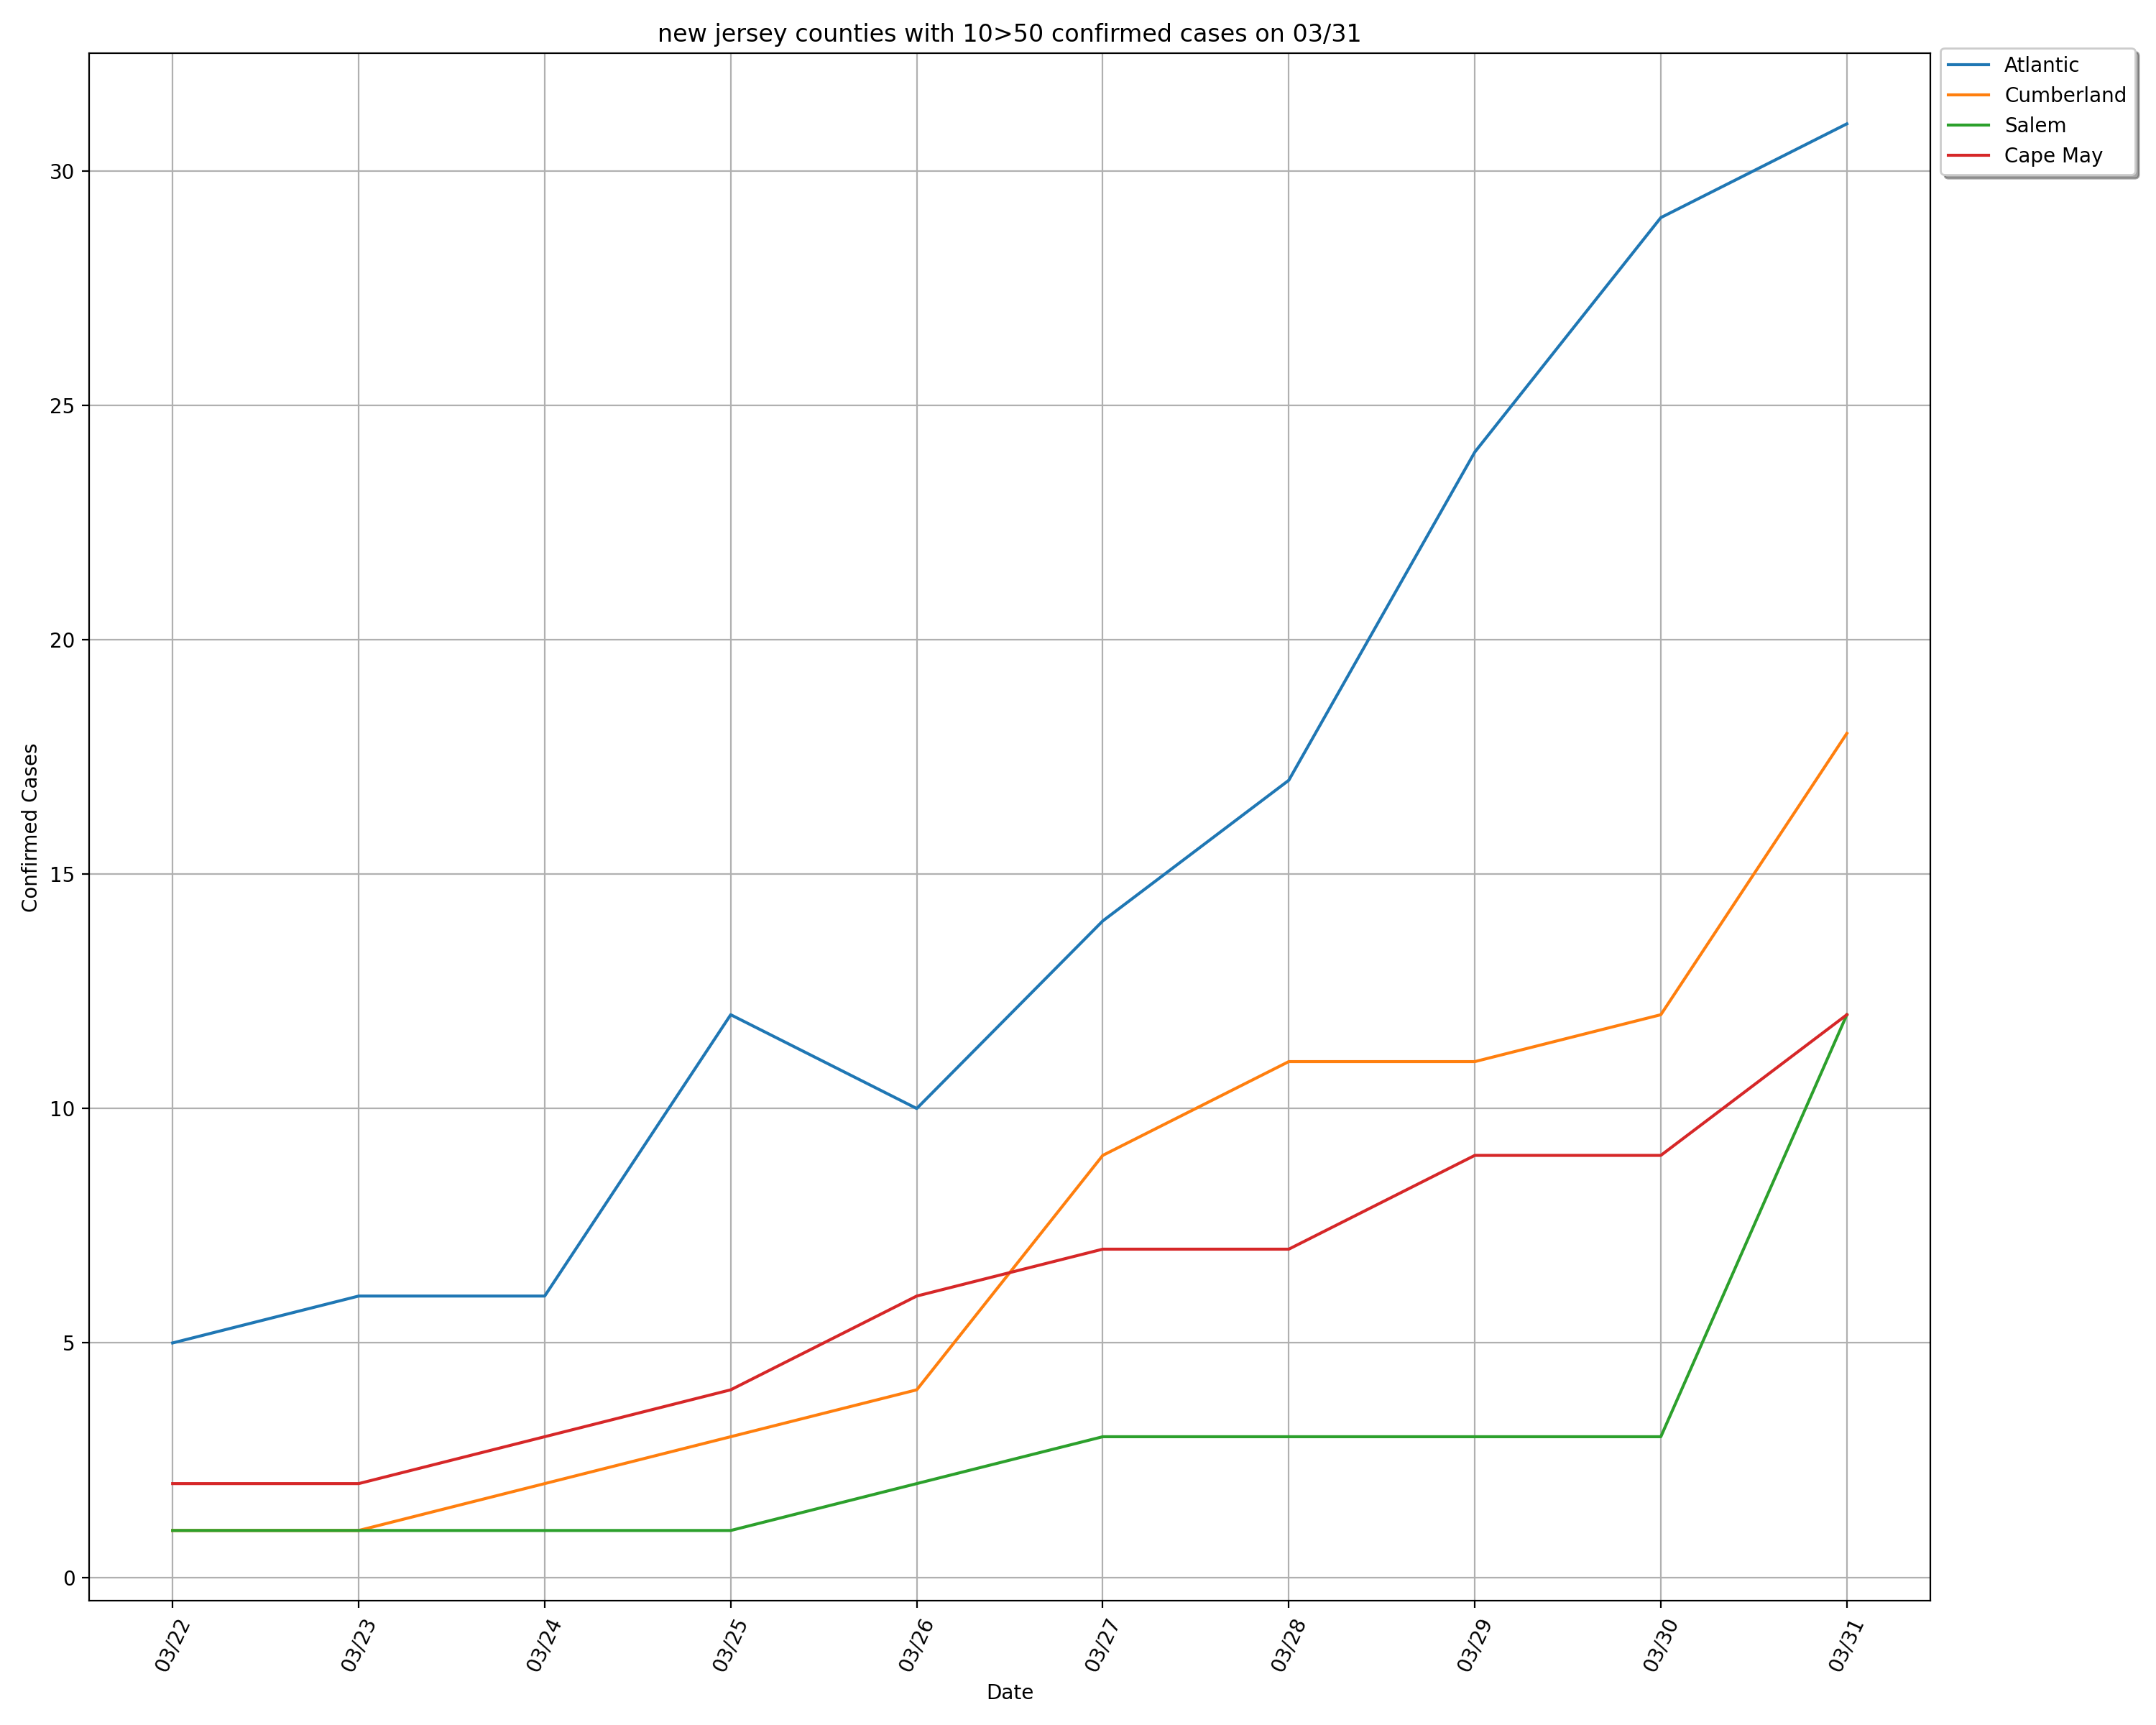 new jersey counties with 10>50 confirmed cases on 03/31
Atlantic
Cumberland
Salem
Cape May
30
25
20
15
10
5
0
Confirmed Cases
03/22
03/23
03/24
03/25
03/26
03/27
03/28
03/29
03/30
03/31
Date